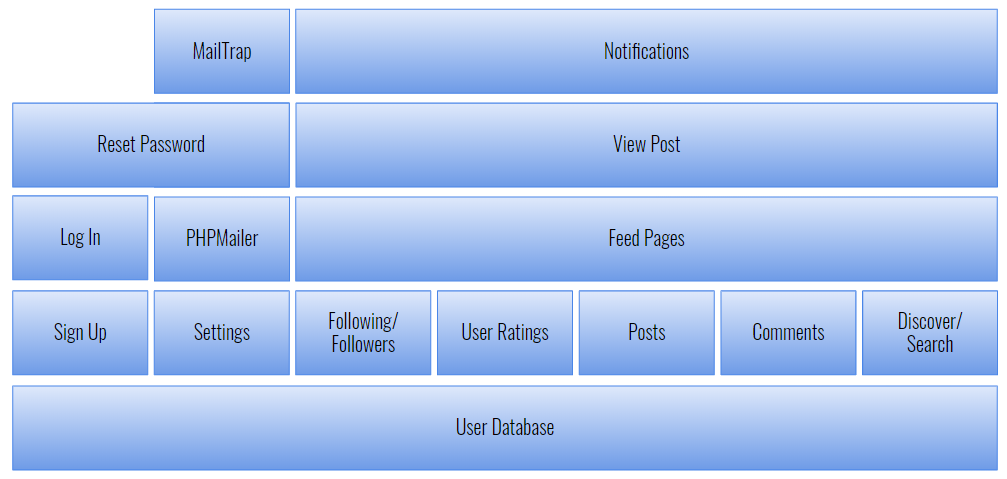 MailTrap
Notifications
Reset Password
View Post
Log In
PHPMailer
Feed Pages
Sign Up
Settings
Following/
Followers
User Ratings
Posts
Comments
Discover/
Search
User Database